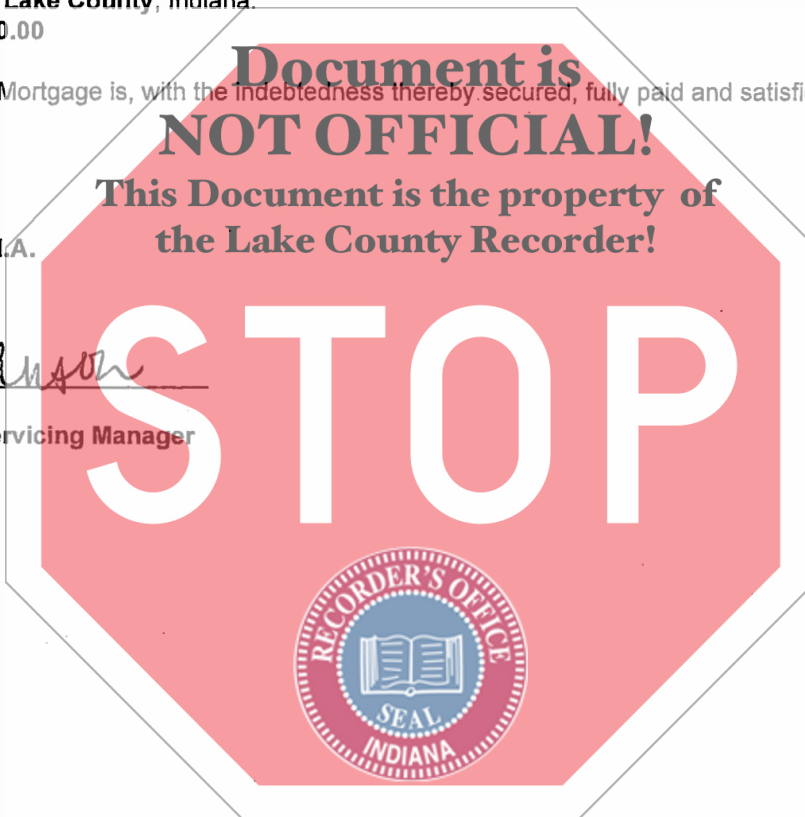 Lake County, Indiana.
0.00
Document is
Mortgage is, with the indebtedness thereby secured, fully paid and satisfi
NOT OFFICIAL!
This Document is the property of
the Lake County Recorder!
.A.
STOP
rvicing Manager
RECORDER'S OFFICE
SEAL
INDIANA